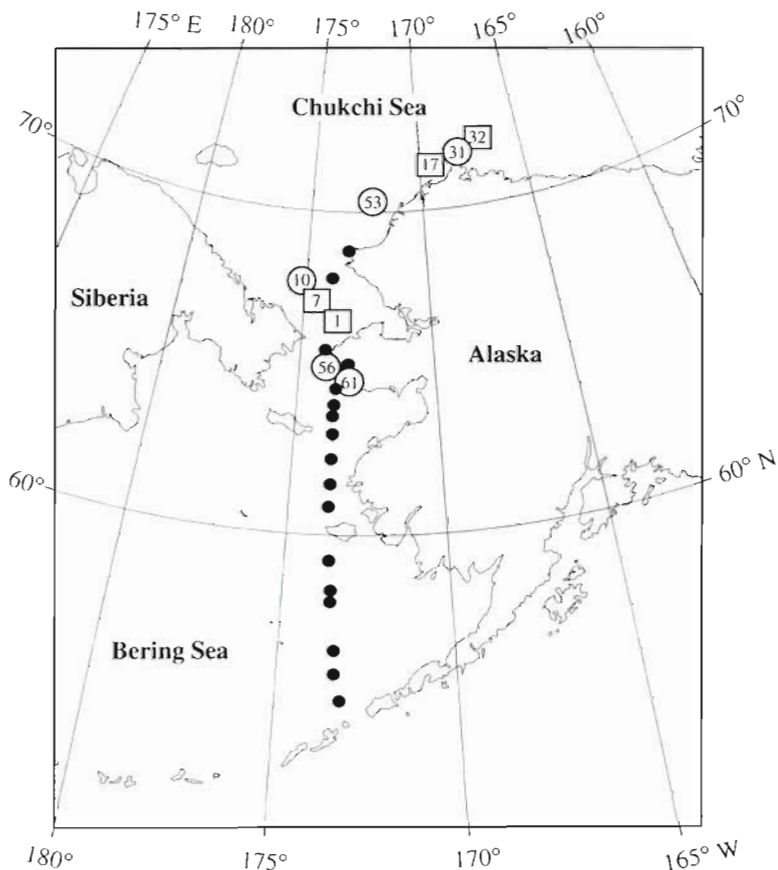 175° E 180° 175° 170° 165° 160°
Chukchi Sea
70° 70°
32
31
17
53
10
Siberia 7
1
Alaska
56
61
60° 60° N
Bering Sea
180° 175° 170° 165° W